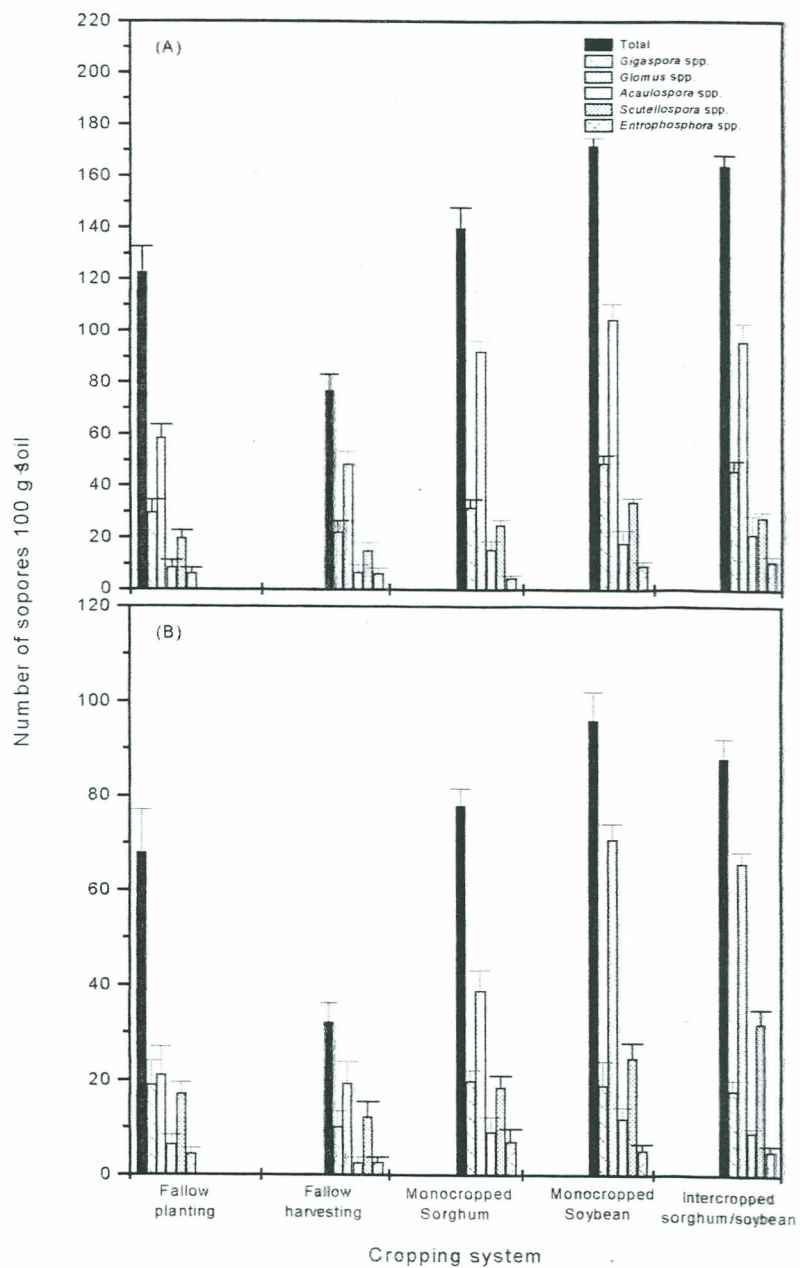 220
(A)
Total
200
Gigaspora spp.
Glomus spp.
Acaulospora spp.
180
Scutellospora spp.
Entrophosphora spp.
160
140
120
100
80
60
40
20
0
Number of sopores 100 g soil
120
(B)
100
80
60
40
20
0
Fallow planting
Fallow harvesting
Monocropped Sorghum
Monocropped Soybean
Intercropped sorghum/soybean
Cropping system